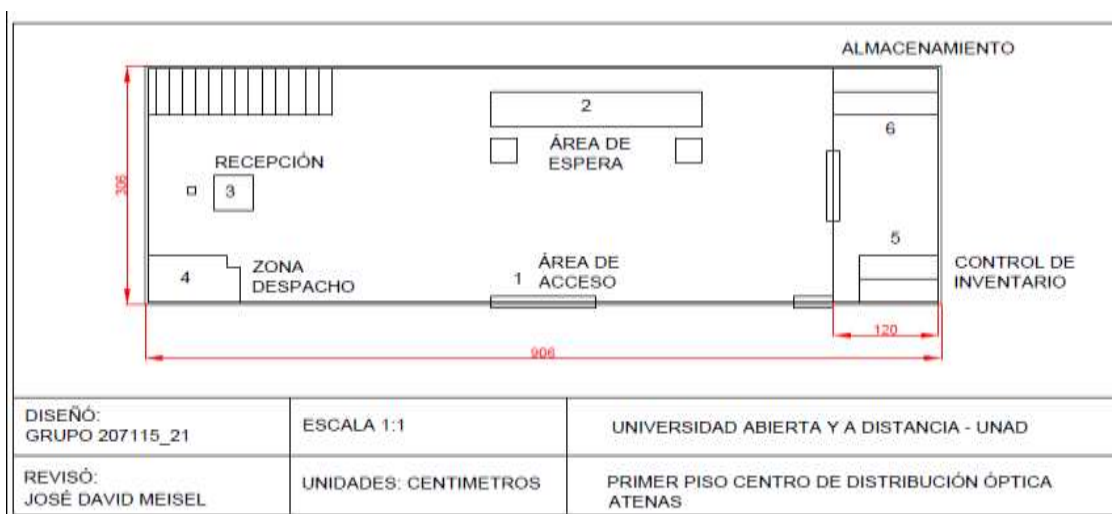 ALMACENAMIENTO
2
6
ÁREA DE
ESPERA
RECEPCIÓN
306
3
5
ÁREA DE
1
ACCESO
ZONA
4
DESPACHO
CONTROL DE
INVENTARIO
120
906
DISEÑÓ:
GRUPO 207115_21
ESCALA 1:1
UNIVERSIDAD ABIERTA Y A DISTANCIA - UNAD
REVISÓ:
JOSÉ DAVID MEISEL
UNIDADES: CENTIMETROS
PRIMER PISO CENTRO DE DISTRIBUCIÓN ÓPTICA
ATENAS